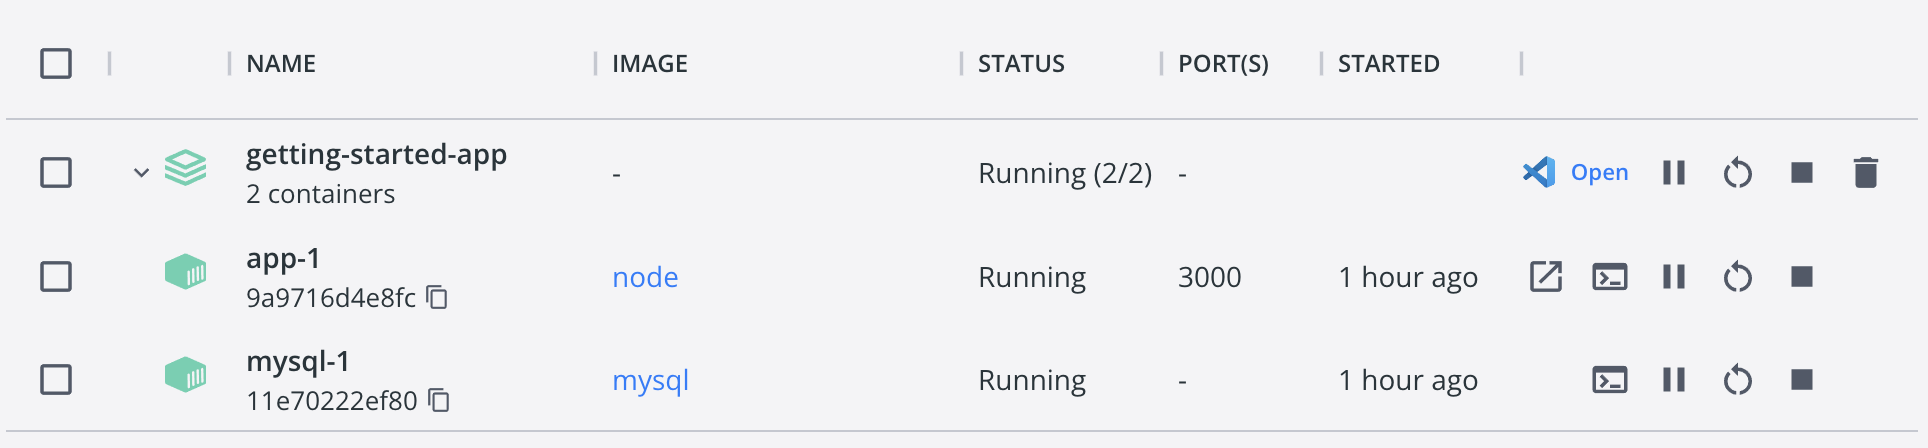 NAME IMAGE STATUS PORT(S) STARTED
getting-started-app
2 containers
- Running (2/2) - Open
app-1
9a9716d4e8fc
node Running 3000 1 hour ago
mysql-1
11e70222ef80
mysql Running - 1 hour ago